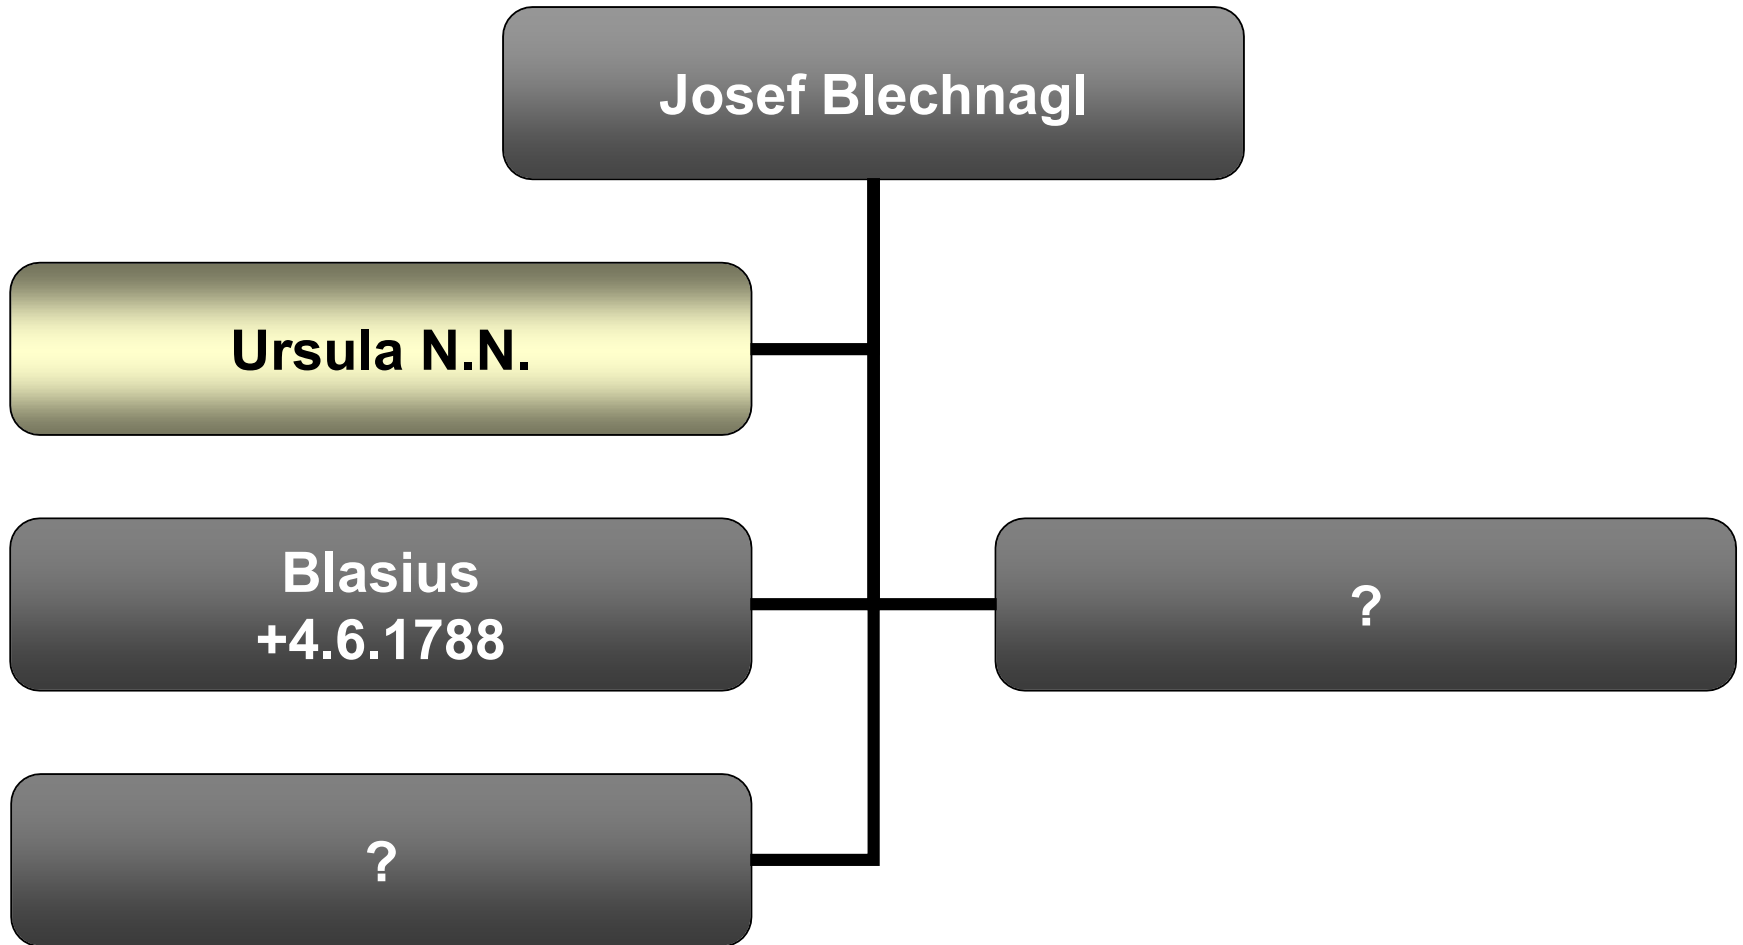 Josef Blechnagl
Ursula N.N.
Blasius
+4.6.1788
?
?